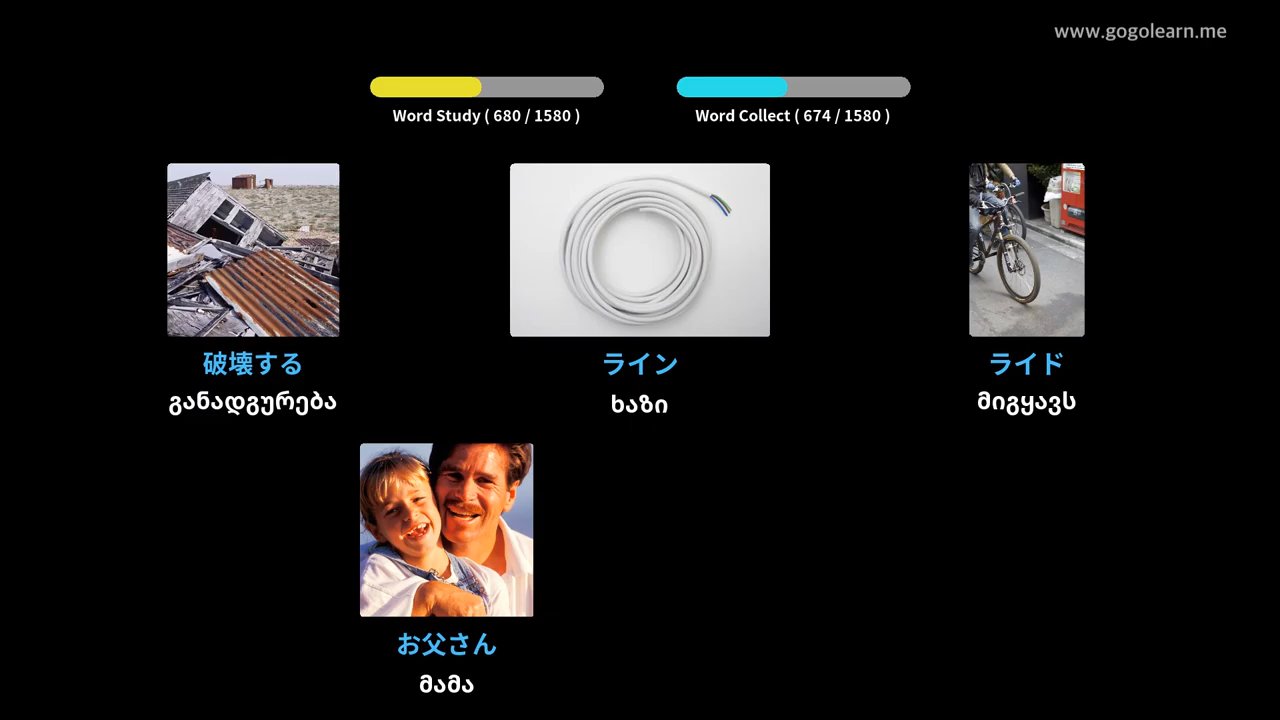 www.gogolearn.me
Word Study ( 680 / 1580 )
Word Collect ( 674 / 1580 )
破壊する
განადგურება
ライン
ხაზი
ライド
მიგყავს
お父さん
მამა